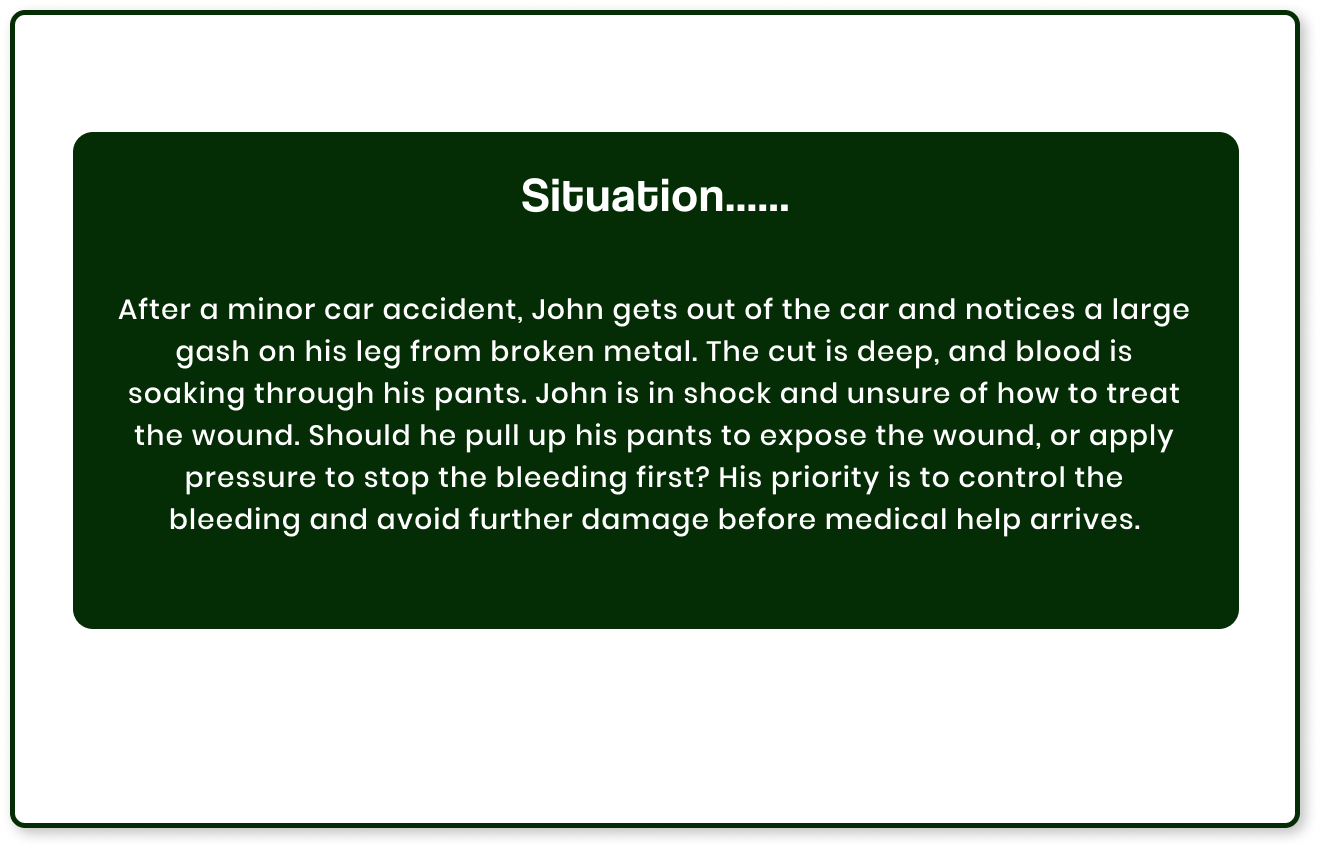 Situation......
After a minor car accident, John gets out of the car and notices a large
gash on his leg from broken metal. The cut is deep, and blood is
soaking through his pants. John is in shock and unsure of how to treat
the wound. Should he pull up his pants to expose the wound, or apply
pressure to stop the bleeding first? His priority is to control the
bleeding and avoid further damage before medical help arrives.